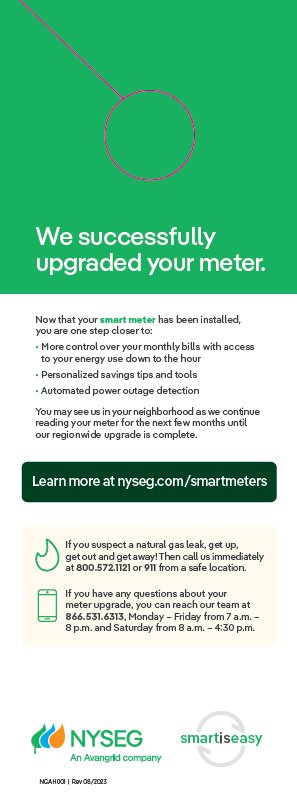 We successfully
upgraded your meter.
Now that your smart meter has been installed,
you are one step closer to:
• More control over your monthly bills with access
to your energy use down to the hour
• Personalized savings tips and tools
• Automated power outage detection
You may see us in your neighborhood as we continue
reading your meter for the next few months until
our regionwide upgrade is complete.
Learn more at nyseg.com/smartmeters
If you suspect a natural gas leak, get up,
get out and get away! Then call us immediately
at 800.572.1121 or 911 from a safe location.
If you have any questions about your
meter upgrade, you can reach our team at
866.531.6313, Monday – Friday from 7 a.m. –
8 p.m. and Saturday from 8 a.m. – 4:30 p.m.
NYSEG
An Avangrid company
smartiseasy
NGAH001 | Rev 08/2023